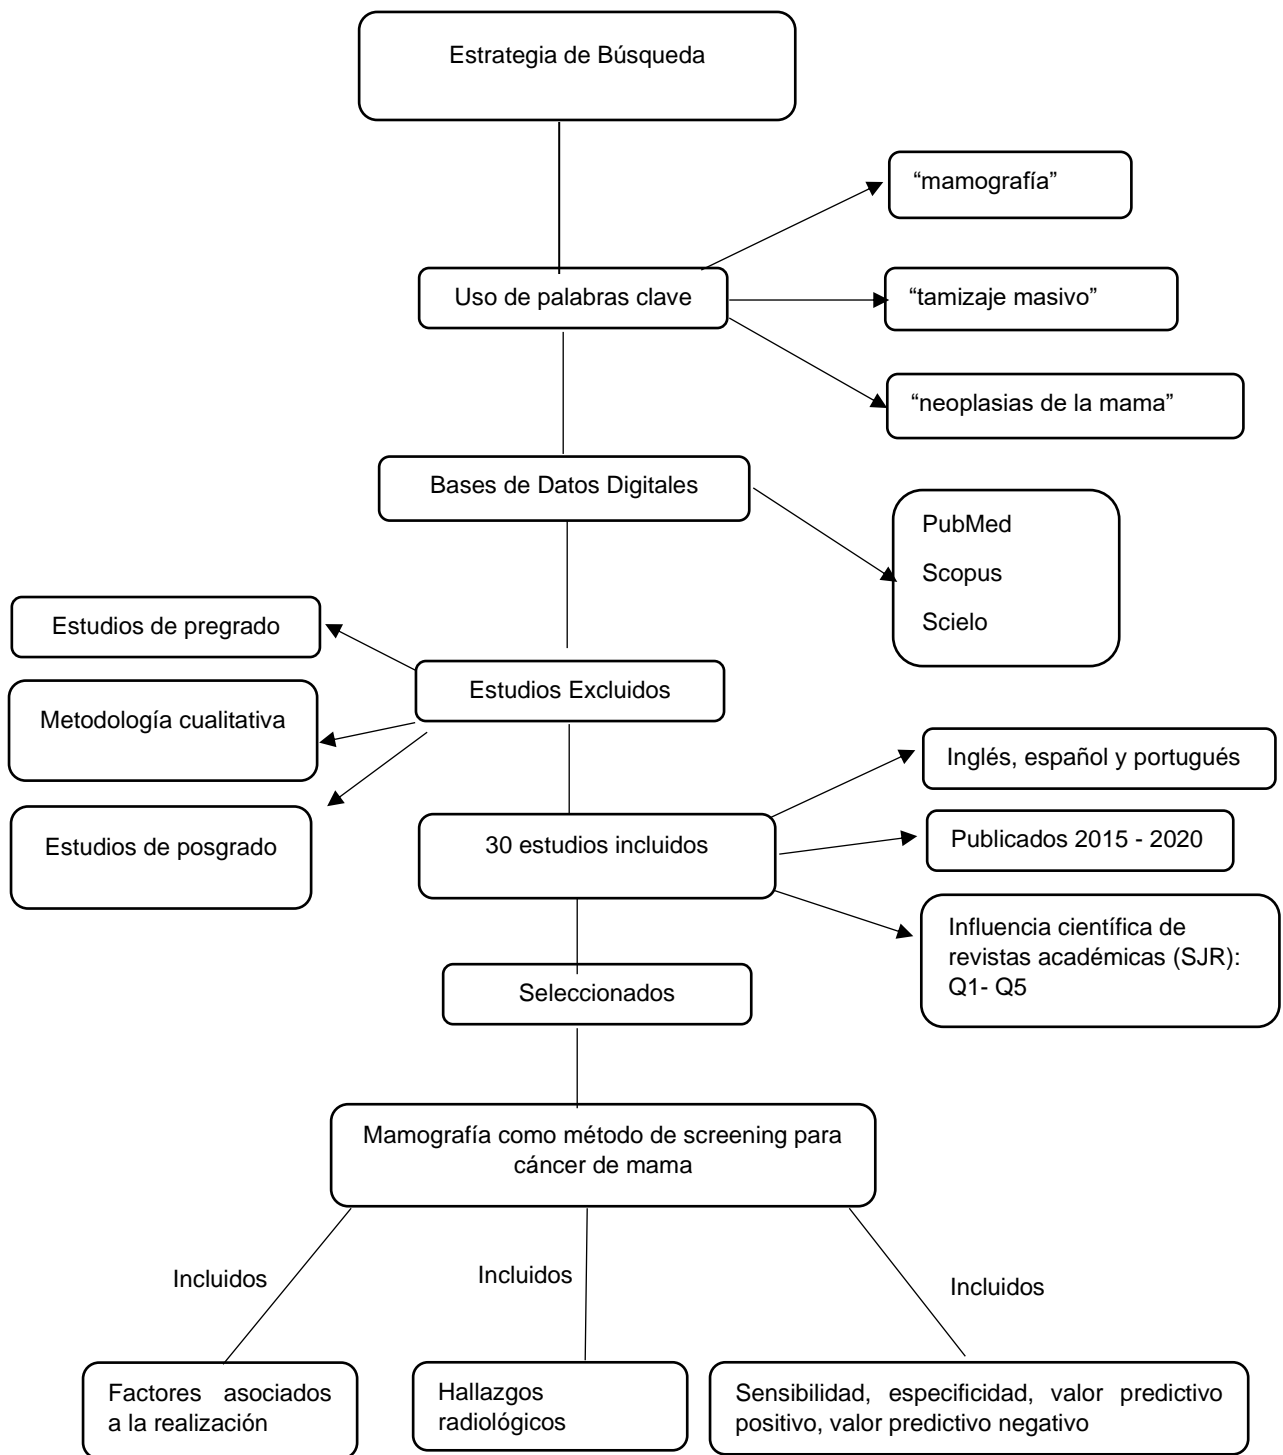 Estrategia de Búsqueda
“mamografía”
Uso de palabras clave
“tamizaje masivo”
“neoplasias de la mama”
Bases de Datos Digitales
PubMed
Scopus
Scielo
Estudios de pregrado
Estudios Excluidos
Metodología cualitativa
Estudios de posgrado
Inglés, español y portugués
30 estudios incluidos
Publicados 2015 - 2020
Influencia científica de
revistas académicas (SJR):
Q1- Q5
Seleccionados
Mamografía como método de screening para
cáncer de mama
Incluidos
Incluidos
Incluidos
Factores asociados
a la realización
Hallazgos
radiológicos
Sensibilidad, especificidad, valor predictivo
positivo, valor predictivo negativo